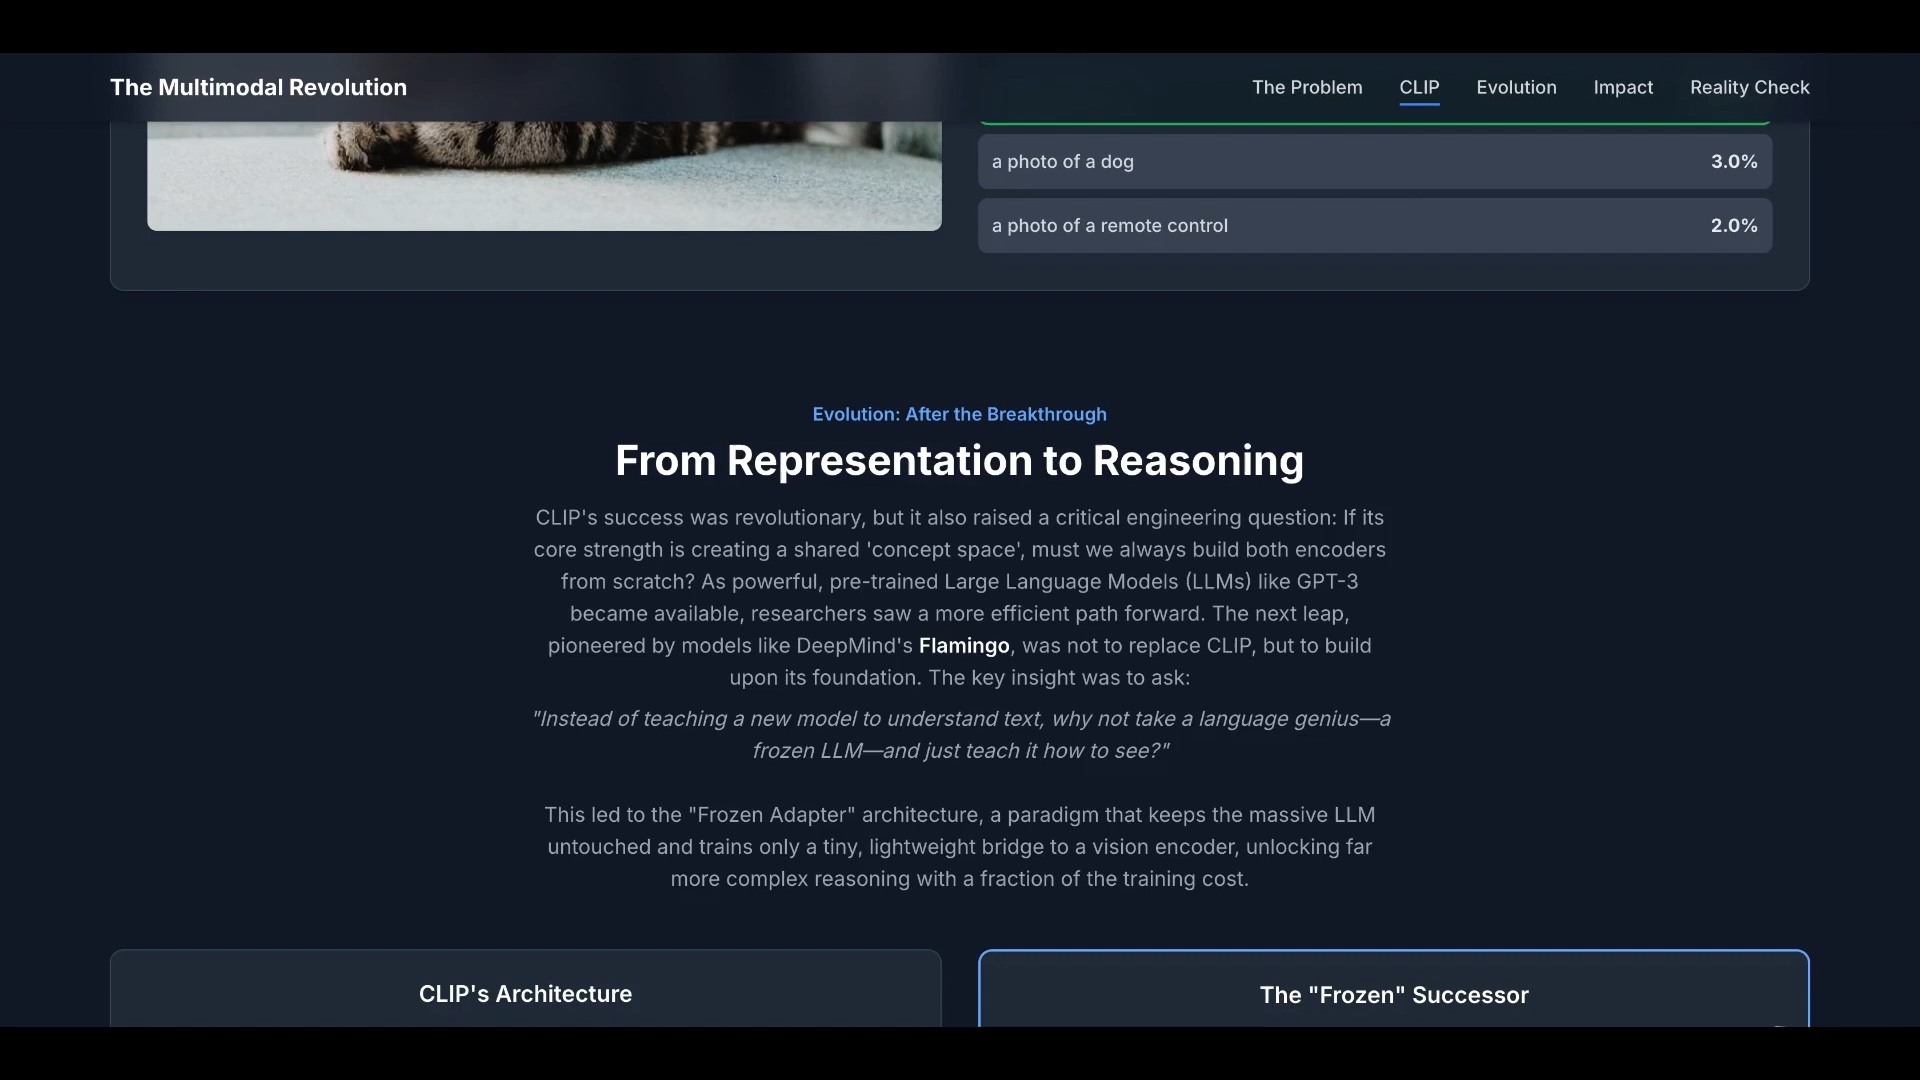 The Multimodal Revolution
The Problem
CLIP
Evolution
Impact
Reality Check
a photo of a dog
3.0%
a photo of a remote control
2.0%
Evolution: After the Breakthrough
From Representation to Reasoning
CLIP's success was revolutionary, but it also raised a critical engineering question: If its
core strength is creating a shared 'concept space', must we always build both encoders
from scratch? As powerful, pre-trained Large Language Models (LLMs) like GPT-3
became available, researchers saw a more efficient path forward. The next leap,
pioneered by models like DeepMind's Flamingo, was not to replace CLIP, but to build
upon its foundation. The key insight was to ask:
"Instead of teaching a new model to understand text, why not take a language genius—a
frozen LLM—and just teach it how to see?"
This led to the "Frozen Adapter" architecture, a paradigm that keeps the massive LLM
untouched and trains only a tiny, lightweight bridge to a vision encoder, unlocking far
more complex reasoning with a fraction of the training cost.
CLIP's Architecture
The "Frozen" Successor